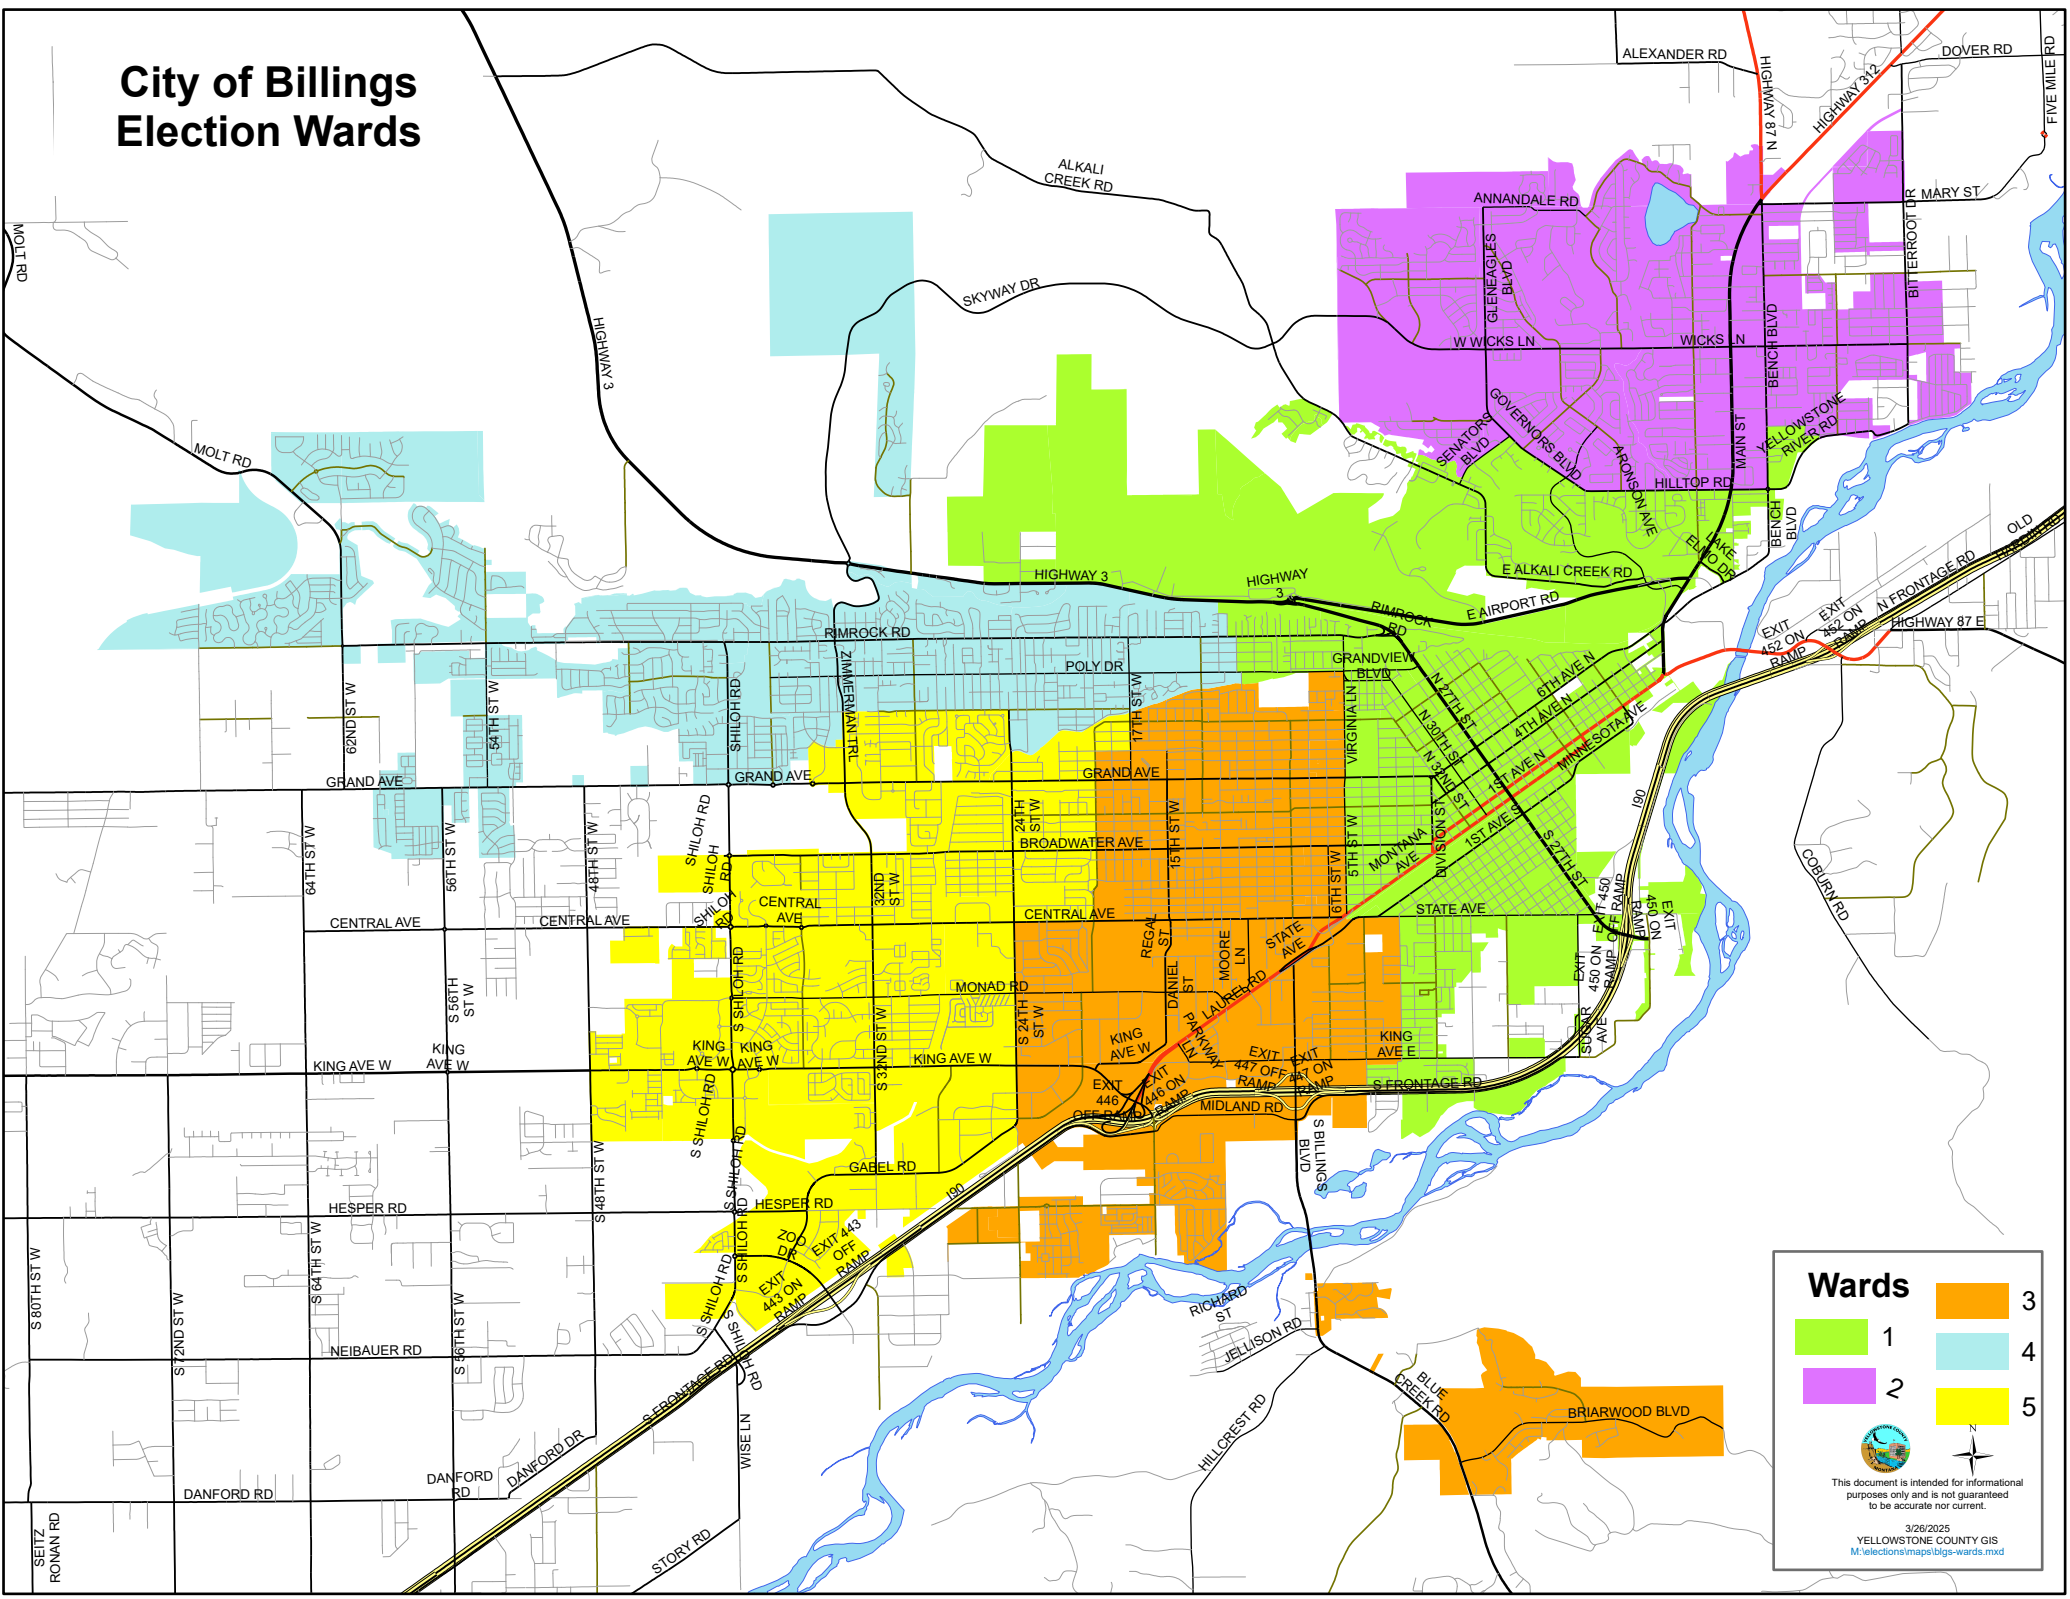 City of Billings
Election Wards
ALEXANDER RD
HIGHWAY 87 N
HIGHWAY 312
DOVER RD
FIVE MILE RD
ALKALI
CREEK RD
ANNANDALE RD
BITTERROOT DR
MARY ST
MOLT RD
SKYWAY DR
GLENEAGLES
BLVD
HIGHWAY 3
W WICKS LN
WICKS LN
BENCH BLVD
MOLT RD
SENATORS
BLVD
GOVERNORS BLVD
ARONSON AVE
MAIN ST
YELLOWSTONE
RIVER RD
HILLTOP RD
BENCH
BLVD
LAKE
ELMO DR
OLD
HARDIN RD
N FRONTAGE RD
E ALKALI CREEK RD
HIGHWAY 3
HIGHWAY
3
RIMROCK
RD
E AIRPORT RD
EXIT
452 ON
RAMP
EXIT
452 ON
RAMP
HIGHWAY 87 E
RIMROCK RD
POLY DR
GRANDVIEW
BLVD
62ND ST W
54TH ST W
SHILOH RD
ZIMMERMAN TRL
17TH ST W
VIRGINIA LN
N 27TH ST
N 30TH ST
N 32ND ST
6TH AVE N
4TH AVE N
1ST AVE N
MINNESOTA AVE
GRAND AVE
GRAND AVE
GRAND AVE
I90
64TH ST W
56TH ST W
48TH ST W
SHILOH RD
SHILOH
RD
SHILOH
RD
24TH
ST W
BROADWATER AVE
15TH ST W
5TH ST W
6TH ST W
MONTANA
AVE
DIVISION ST
1ST AVE S
S 27TH ST
COBURN RD
32ND
ST W
CENTRAL
AVE
CENTRAL AVE
CENTRAL AVE
CENTRAL AVE
STATE AVE
EXIT 450
OFF RAMP
EXIT
450 ON
RAMP
EXIT
450 ON
RAMP
REGAL
ST
MOORE
LN
STATE
AVE
DANIEL
ST
LAUREL RD
MONAD RD
S 56TH
ST W
S SHILOH RD
S 32ND ST W
S 24TH
ST W
SUGAR
AVE
KING
AVE W
KING AVE W
KING
AVE W
KING
AVE W
KING AVE W
KING
AVE W
PARKWAY
LN
KING
AVE E
EXIT
447 OFF
RAMP
EXIT
447 ON
RAMP
EXIT
446
OFF RAMP
EXIT
446 ON
RAMP
S FRONTAGE RD
MIDLAND RD
S SHILOH RD
S SHILOH RD
S 48TH ST W
GABEL RD
I90
S BILLINGS
BLVD
HESPER RD
HESPER RD
S SHILOH RD
ZOO
DR
EXIT 443
OFF
RAMP
EXIT
443 ON
RAMP
S 80TH ST W
S 72ND ST W
S 64TH ST W
S 56TH ST W
S SHILOH RD
S SHILOH RD
NEIBAUER RD
RICHARD
ST
JELLISON RD
S FRONTAGE RD
WISE LN
HILLCREST RD
BLUE
CREEK RD
BRIARWOOD BLVD
DANFORD RD
DANFORD
RD
DANFORD DR
SEITZ
RONAN RD
STORY RD
Wards
1
2
3
4
5
YELLOWSTONE COUNTY
MONTANA
N
This document is intended for informational
purposes only and is not guaranteed
to be accurate nor current.
3/26/2025
YELLOWSTONE COUNTY GIS
M:\elections\maps\blgs-wards.mxd